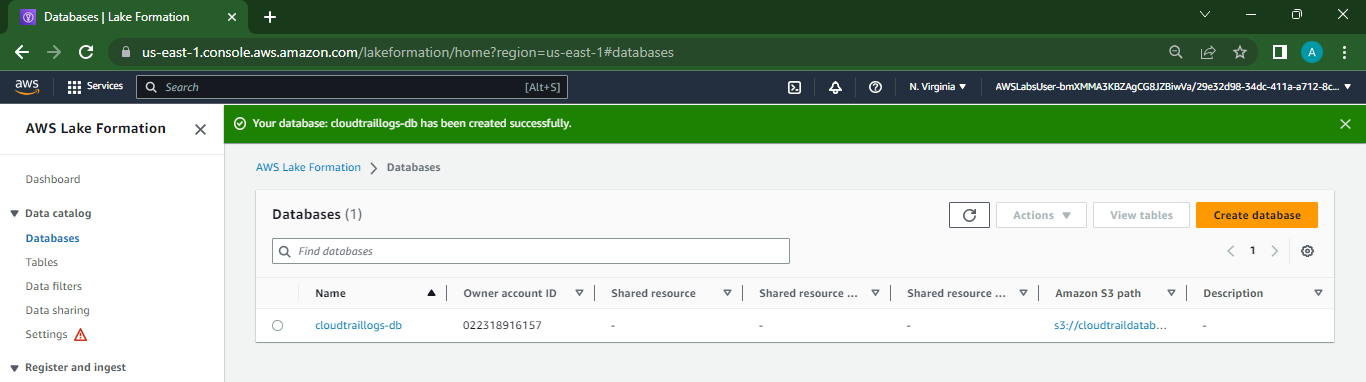 Databases | Lake Formation
us-east-1.console.aws.amazon.com/lakeformation/home?region=us-east-1#databases
A
aws Services Search [Alt+S] N. Virginia AWSLabsUser-bmXMMA3KBZAgCG8JZBiwVa/29e32d98-34dc-411a-a712-8c...
AWS Lake Formation
Your database: cloudtraillogs-db has been created successfully.
AWS Lake Formation > Databases
Dashboard
Data catalog
Databases
Tables
Data filters
Data sharing
Settings
Register and ingest
Databases (1)
Actions View tables Create database
Find databases
1
Name Owner account ID Shared resource Shared resource ... Shared resource ... Amazon S3 path Description
cloudtraillogs-db 022318916157 - - - s3://cloudtraildatab... -